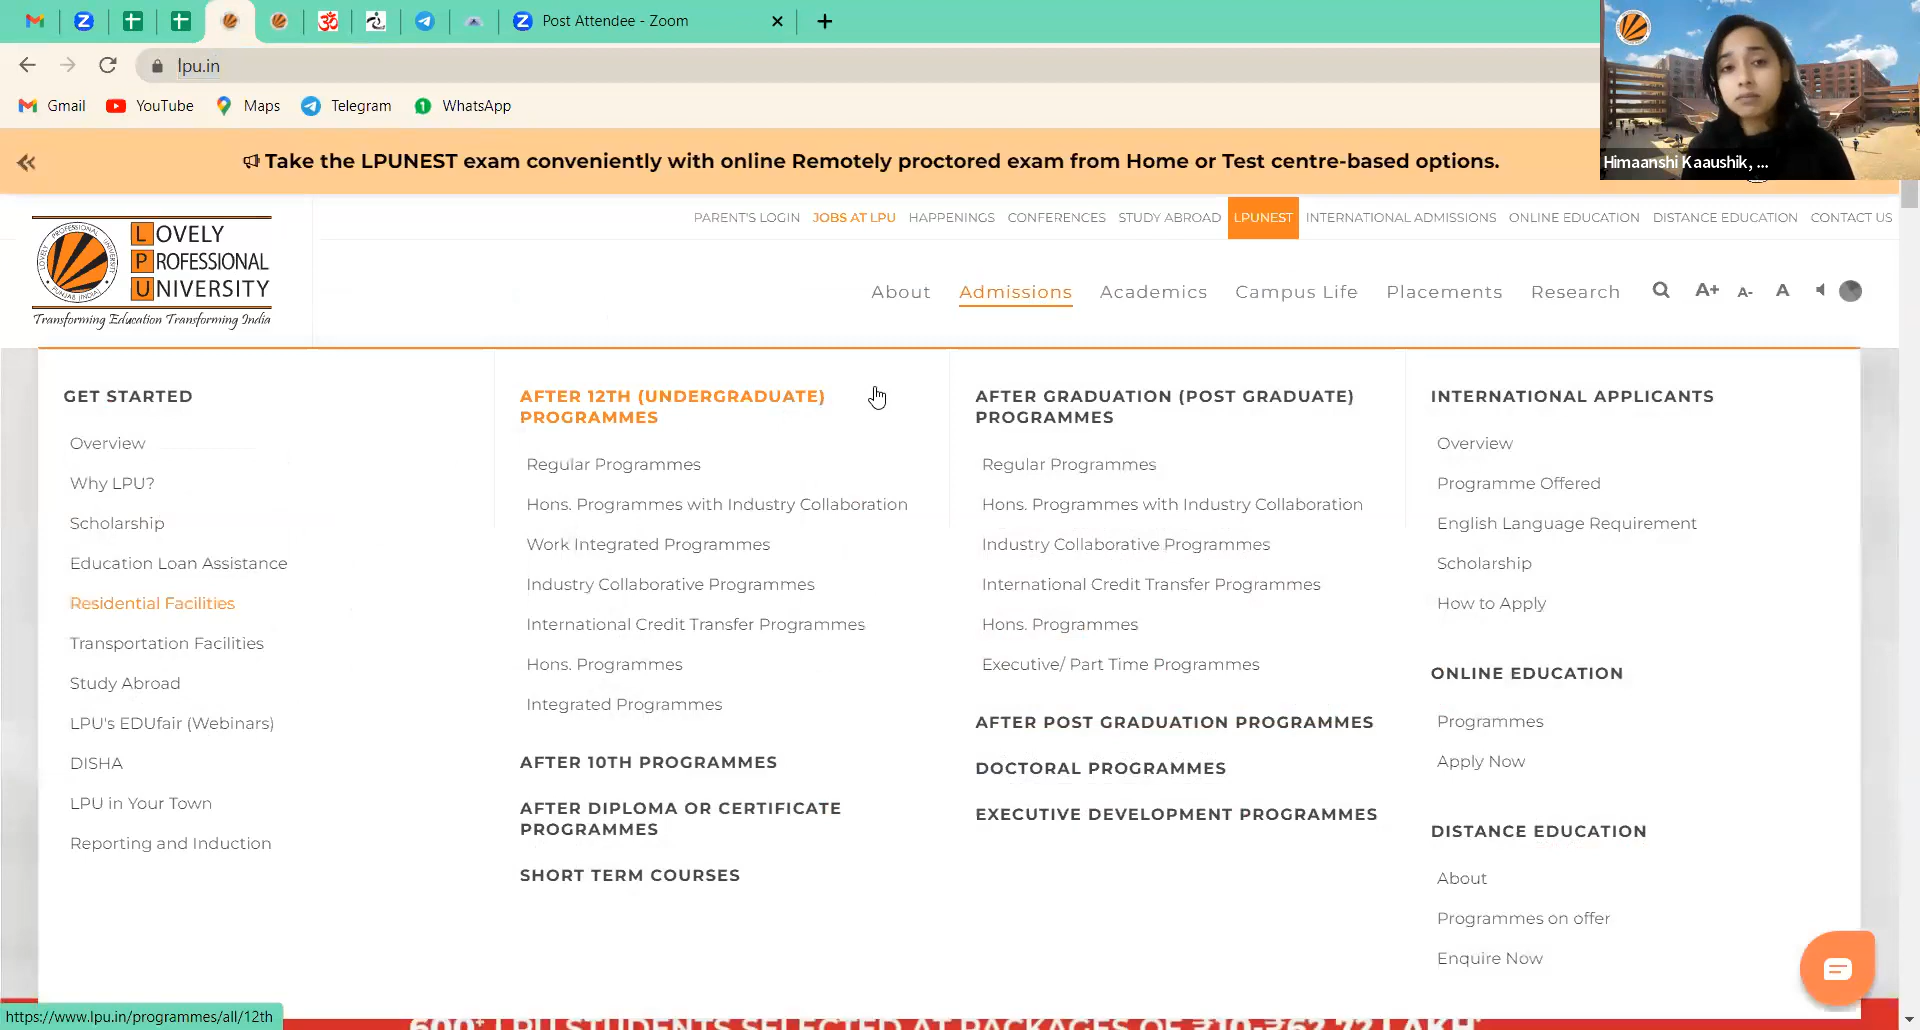 Post Attendee - Zoom
lpu.in
Gmail YouTube Maps Telegram WhatsApp
Take the LPUNEST exam conveniently with online Remotely proctored exam from Home or Test centre-based options.
Himaanshi Kaaushik, ...
PARENT'S LOGIN JOBS AT LPU HAPPENINGS CONFERENCES STUDY ABROAD LPUNEST INTERNATIONAL ADMISSIONS ONLINE EDUCATION DISTANCE EDUCATION CONTACT US
LOVELY
PROFESSIONAL
UNIVERSITY
Transforming Education Transforming India
About Admissions Academics Campus Life Placements Research A+ A- A
GET STARTED
Overview
Why LPU?
Scholarship
Education Loan Assistance
Residential Facilities
Transportation Facilities
Study Abroad
LPU's EDUfair (Webinars)
DISHA
LPU in Your Town
Reporting and Induction
AFTER 12TH (UNDERGRADUATE)
PROGRAMMES
Regular Programmes
Hons. Programmes with Industry Collaboration
Work Integrated Programmes
Industry Collaborative Programmes
International Credit Transfer Programmes
Hons. Programmes
Integrated Programmes
AFTER 10TH PROGRAMMES
AFTER DIPLOMA OR CERTIFICATE
PROGRAMMES
SHORT TERM COURSES
AFTER GRADUATION (POST GRADUATE)
PROGRAMMES
Regular Programmes
Hons. Programmes with Industry Collaboration
Industry Collaborative Programmes
International Credit Transfer Programmes
Hons. Programmes
Executive/ Part Time Programmes
AFTER POST GRADUATION PROGRAMMES
DOCTORAL PROGRAMMES
EXECUTIVE DEVELOPMENT PROGRAMMES
INTERNATIONAL APPLICANTS
Overview
Programme Offered
English Language Requirement
Scholarship
How to Apply
ONLINE EDUCATION
Programmes
Apply Now
DISTANCE EDUCATION
About
Programmes on offer
Enquire Now
https://www.lpu.in/programmes/all/12th
600+ LPU STUDENTS SELECTED AT PACKAGES OF